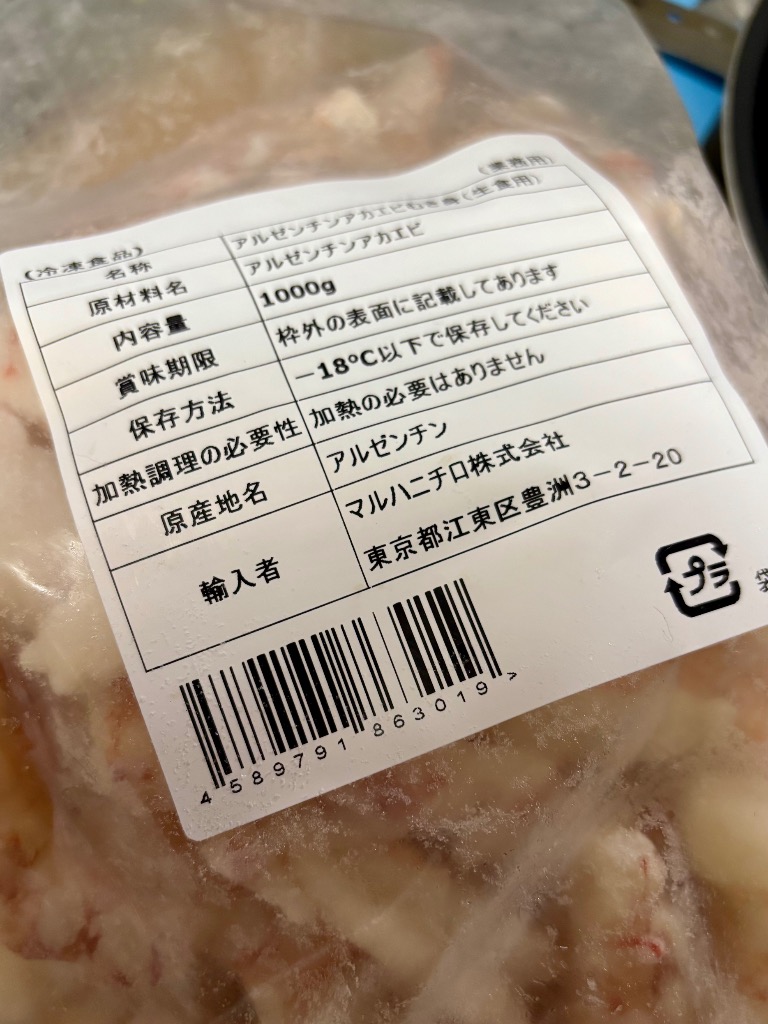 (業務用)
(冷凍食品)
名称 アルゼンチンアカエビむき身(生食用)
原材料名 アルゼンチンアカエビ
内容量 1000g
賞味期限 枠外の表面に記載してあります
保存方法 −18℃以下で保存してください
加熱調理の必要性 加熱の必要はありません
原産地名 アルゼンチン
輸入者 マルハニチロ株式会社
東京都江東区豊洲3−2−20
プラ
袋
4589791863019>